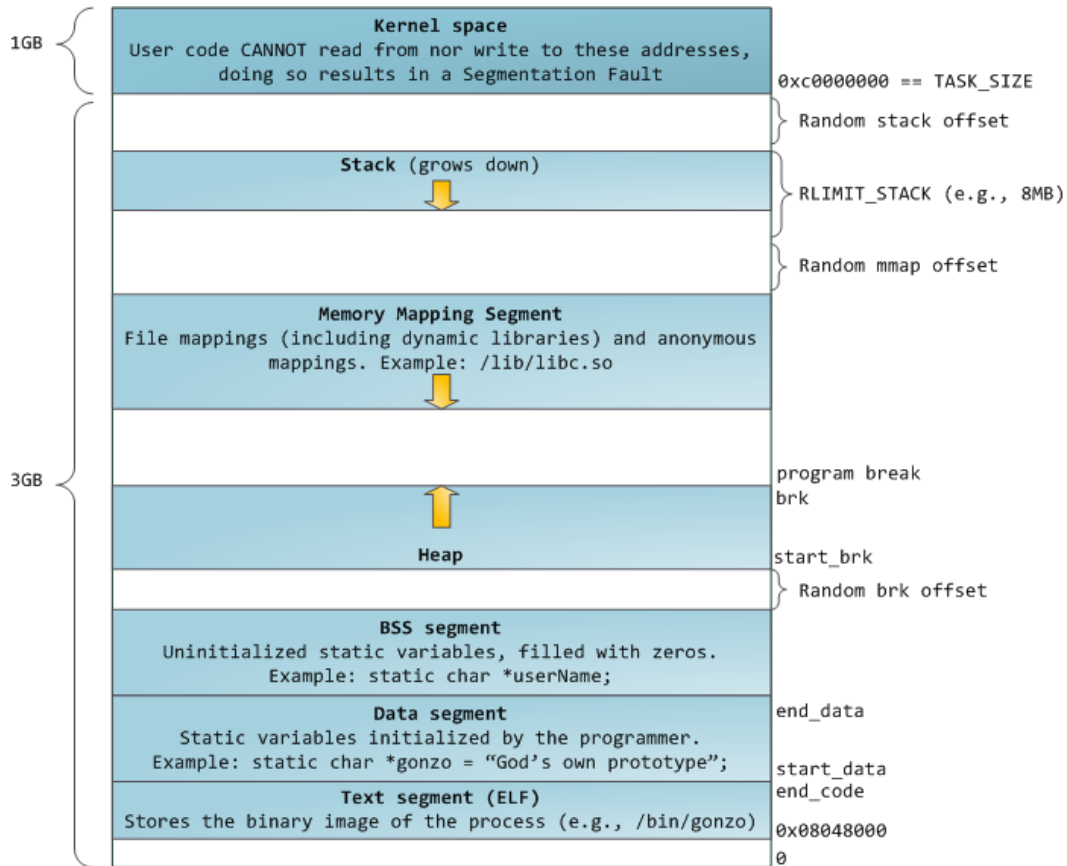 Kernel space
1GB
User code CANNOT read from nor write to these addresses,
doing so results in a Segmentation Fault
0xc0000000 == TASK_SIZE
Random stack offset
Stack (grows down)
RLIMIT_STACK (e.g., 8MB)
Random mmap offset
Memory Mapping Segment
File mappings (including dynamic libraries) and anonymous
mappings. Example: /lib/libc.so
3GB
program break
brk
Heap
start_brk
Random brk offset
BSS segment
Uninitialized static variables, filled with zeros.
Example: static char *userName;
end_data
Data segment
Static variables initialized by the programmer.
Example: static char *gonzo = “God's own prototype”;
start_data
end_code
Text segment (ELF)
Stores the binary image of the process (e.g., /bin/gonzo)
0x08048000
0